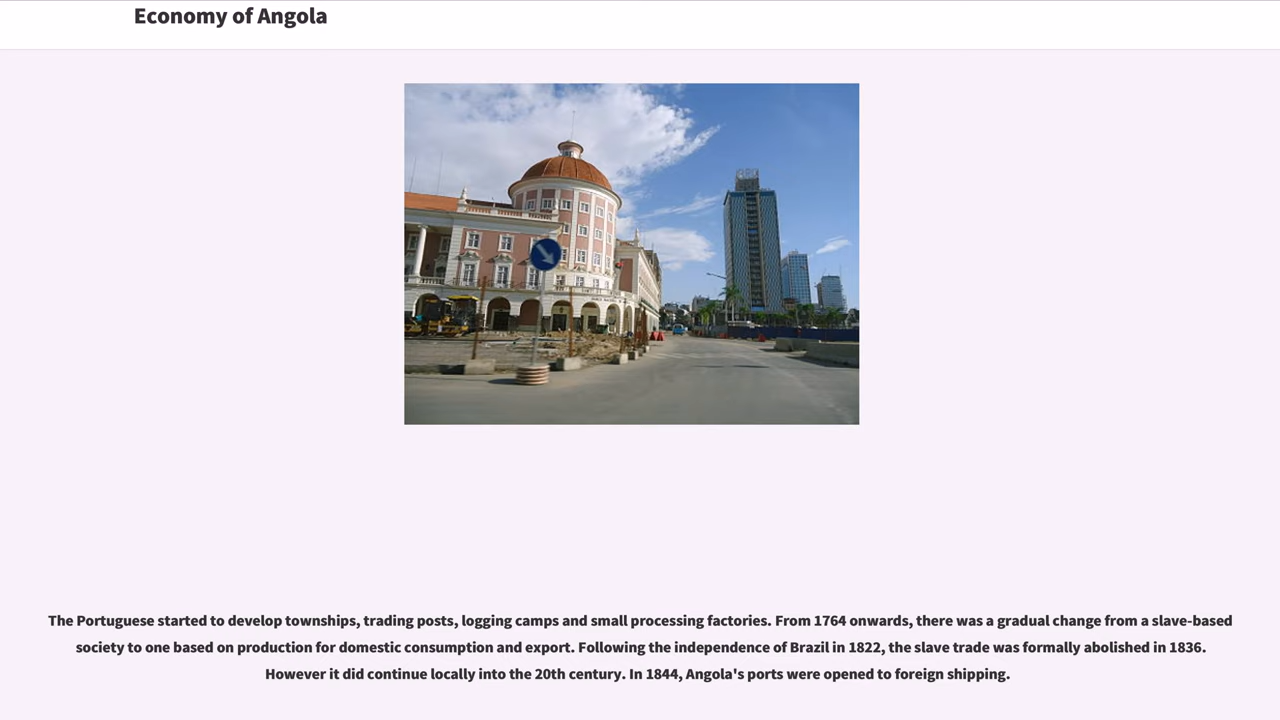 Economy of Angola
The Portuguese started to develop townships, trading posts, logging camps and small processing factories. From 1764 onwards, there was a gradual change from a slave-based
society to one based on production for domestic consumption and export. Following the independence of Brazil in 1822, the slave trade was formally abolished in 1836.
However it did continue locally into the 20th century. In 1844, Angola's ports were opened to foreign shipping.